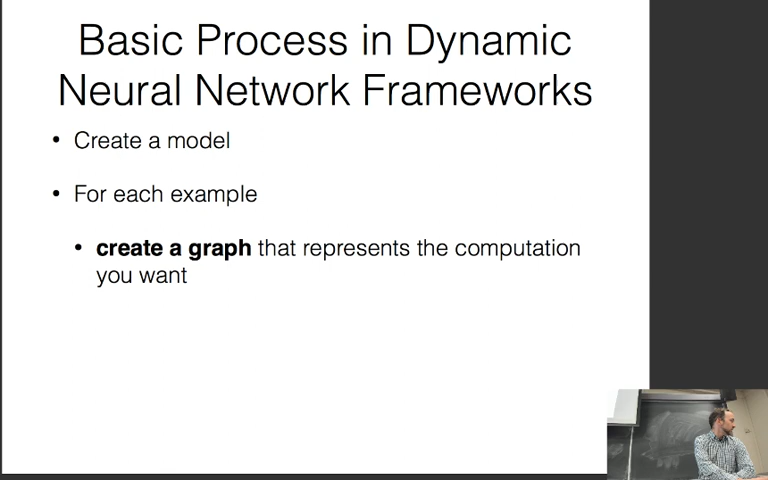 Basic Process in Dynamic
Neural Network Frameworks
• Create a model
• For each example
• create a graph that represents the computation
you want